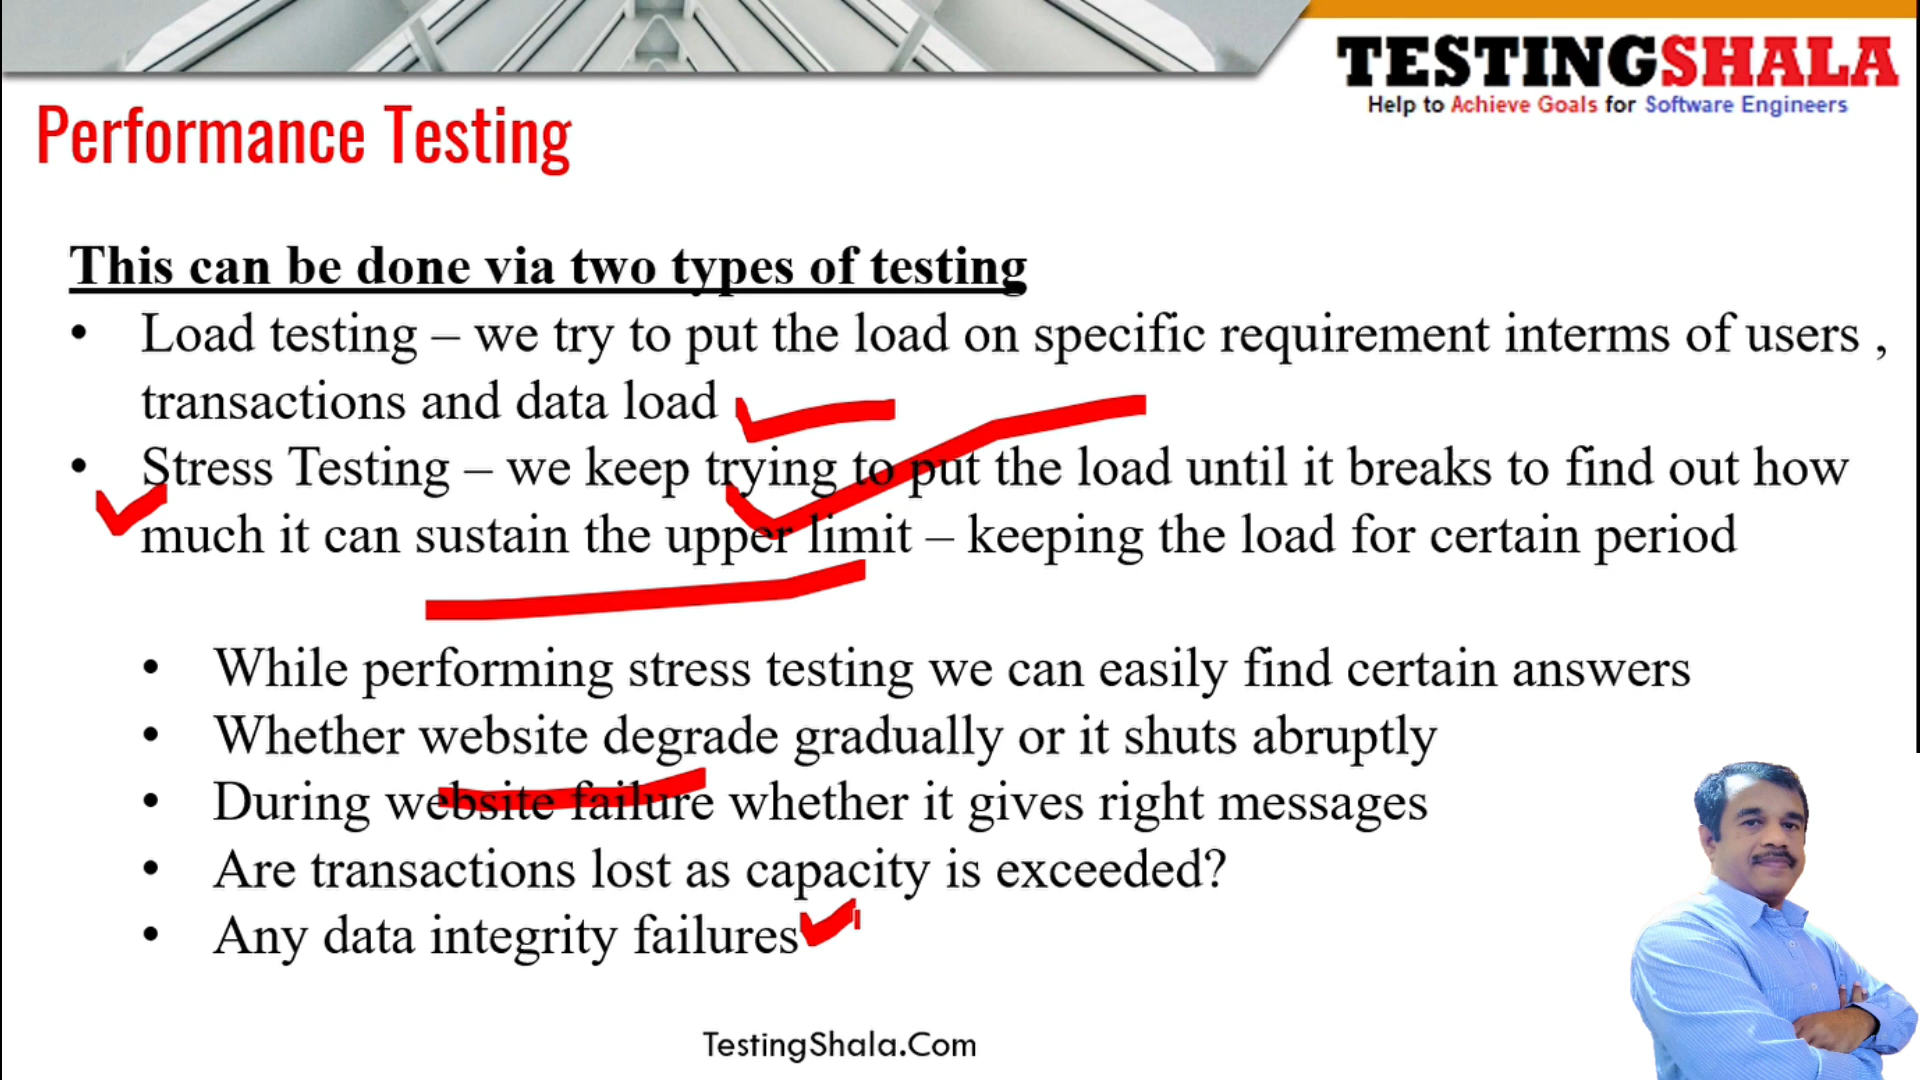 TESTINGSHALA
Help to Achieve Goals for Software Engineers
Performance Testing
This can be done via two types of testing
• Load testing – we try to put the load on specific requirement interms of users ,
transactions and data load
• Stress Testing – we keep trying to put the load until it breaks to find out how
much it can sustain the upper limit – keeping the load for certain period
• While performing stress testing we can easily find certain answers
• Whether website degrade gradually or it shuts abruptly
• During website failure whether it gives right messages
• Are transactions lost as capacity is exceeded?
• Any data integrity failures
TestingShala.Com